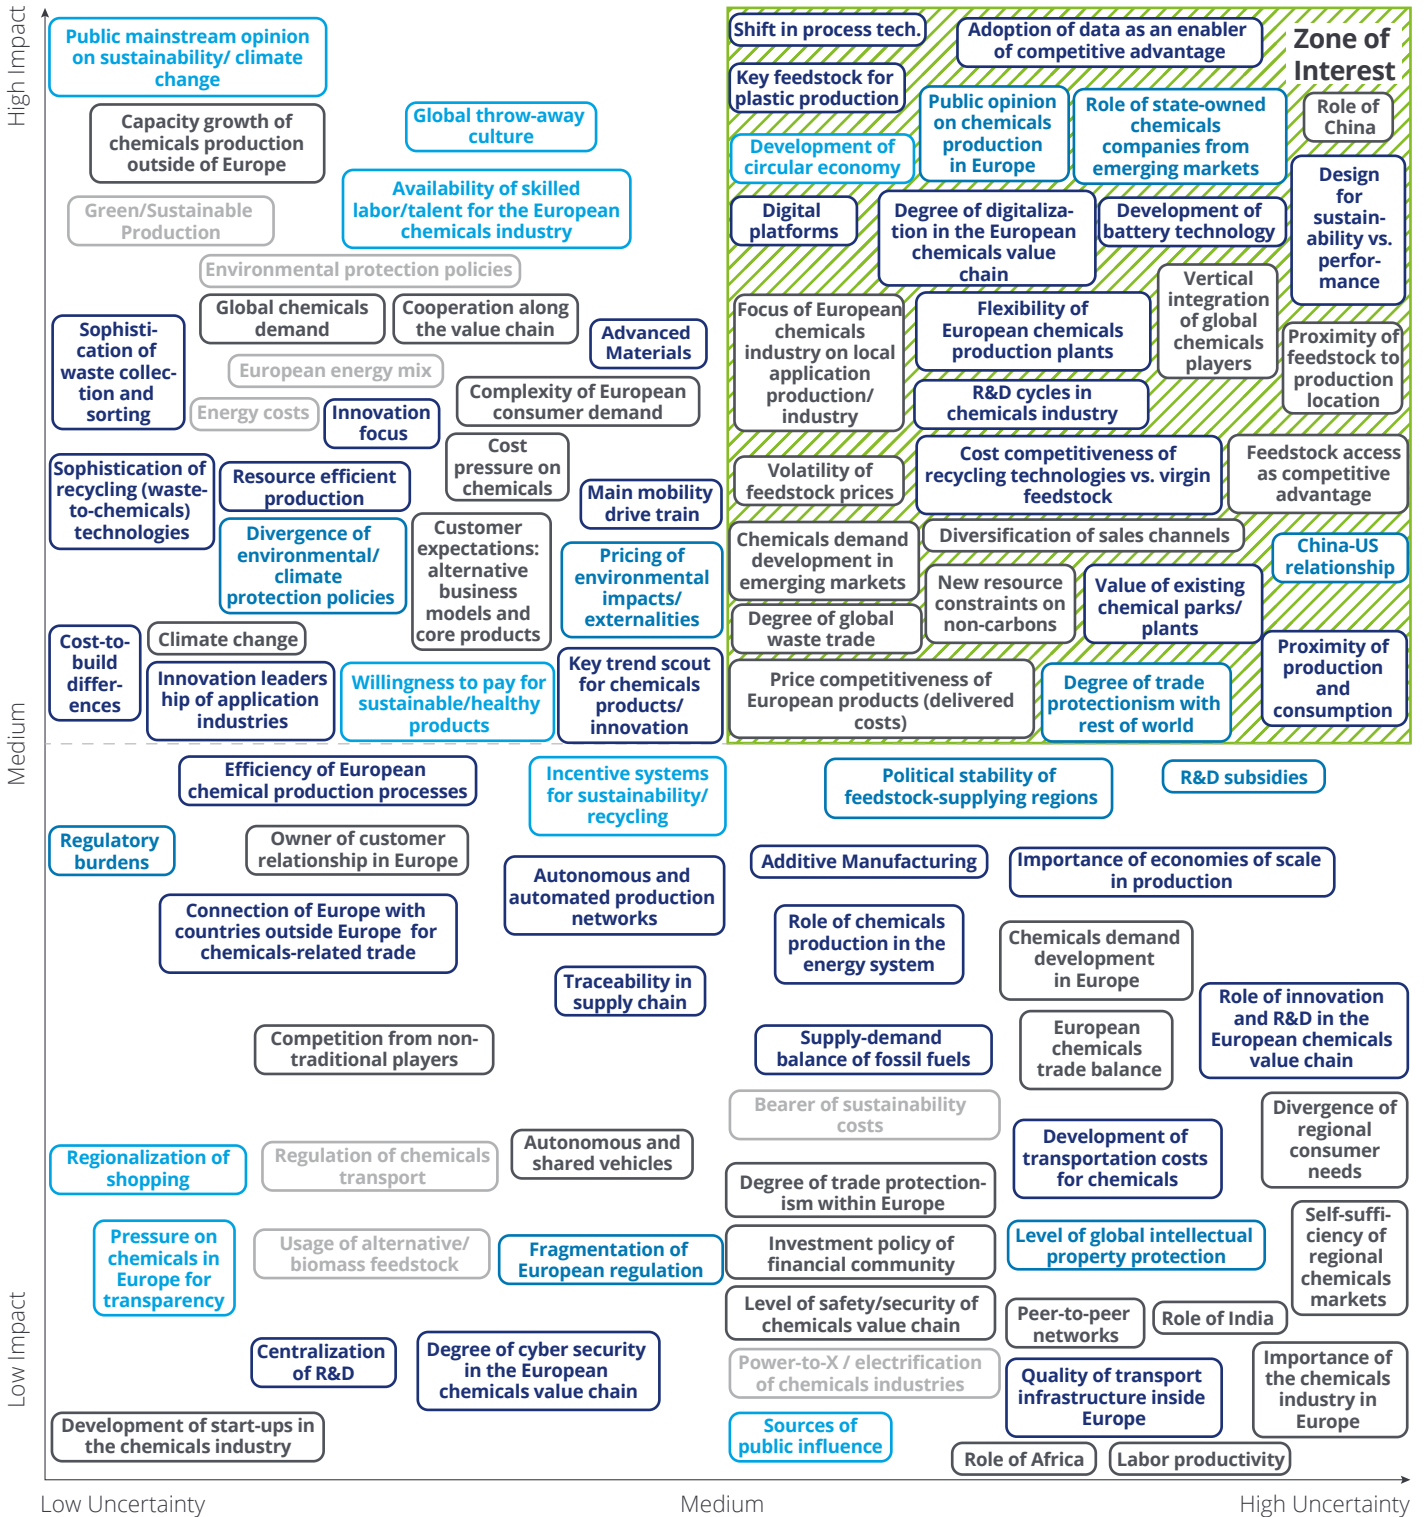 High Impact
Medium
Low Impact
Public mainstream opinion
on sustainability/ climate
change
Capacity growth of
chemicals production
outside of Europe
Global throw-away
culture
Green/Sustainable
Production
Availability of skilled
labor/talent for the European
chemicals industry
Environmental protection policies
Global chemicals
demand
Cooperation along
the value chain
Sophisti-
cation of
waste collec-
tion and
sorting
Advanced
Materials
European energy mix
Complexity of European
consumer demand
Energy costs
Innovation
focus
Cost
pressure on
chemicals
Sophistication of
recycling (waste-
to-chemicals)
technologies
Resource efficient
production
Main mobility
drive train
Divergence of
environmental/
climate
protection policies
Customer
expectations:
alternative
business
models and
core products
Pricing of
environmental
impacts/
externalities
Cost-to-
build
differ-
ences
Climate change
Innovation leaders
hip of application
industries
Willingness to pay for
sustainable/healthy
products
Key trend scout
for chemicals
products/
innovation
Zone of
Interest
Shift in process tech.
Adoption of data as an enabler
of competitive advantage
Key feedstock for
plastic production
Public opinion
on chemicals
production
in Europe
Role of state-owned
chemicals
companies from
emerging markets
Role of
China
Development of
circular economy
Design
for
sustain-
ability vs.
perfor-
mance
Digital
platforms
Degree of digitaliza-
tion in the European
chemicals value
chain
Development of
battery technology
Vertical
integration
of global
chemicals
players
Focus of European
chemicals
industry on local
application
production/
industry
Flexibility of
European chemicals
production plants
Proximity of
feedstock to
production
location
R&D cycles in
chemicals industry
Cost competitiveness of
recycling technologies vs. virgin
feedstock
Feedstock access
as competitive
advantage
Volatility of
feedstock prices
Chemicals demand
development in
emerging markets
Diversification of sales channels
China-US
relationship
New resource
constraints on
non-carbons
Value of existing
chemical parks/
plants
Degree of global
waste trade
Proximity of
production
and
consumption
Price competitiveness of
European products (delivered
costs)
Degree of trade
protectionism with
rest of world
Efficiency of European
chemical production processes
Incentive systems
for sustainability/
recycling
Regulatory
burdens
Owner of customer
relationship in Europe
Autonomous and
automated production
networks
Connection of Europe with
countries outside Europe  for
chemicals-related trade
Traceability in
supply chain
Competition from non-
traditional players
Regionalization of
shopping
Regulation of chemicals
transport
Autonomous and
shared vehicles
Pressure on
chemicals in
Europe for
transparency
Usage of alternative/
biomass feedstock
Fragmentation of
European regulation
Centralization
of R&D
Degree of cyber security
in the European
chemicals value chain
Development of start-ups in
the chemicals industry
Political stability of
feedstock-supplying regions
R&D subsidies
Additive Manufacturing
Importance of economies of scale
in production
Role of chemicals
production in the
energy system
Chemicals demand
development
in Europe
Role of innovation
and R&D in the
European chemicals
value chain
Supply-demand
balance of fossil fuels
European
chemicals
trade balance
Bearer of sustainability
costs
Development of
transportation costs
for chemicals
Divergence of
regional
consumer
needs
Degree of trade protection-
ism within Europe
Investment policy of
financial community
Level of global intellectual
property protection
Self-suffi-
ciency of
regional
chemicals
markets
Level of safety/security of
chemicals value chain
Peer-to-peer
networks
Role of India
Power-to-X / electrification
of chemicals industries
Quality of transport
infrastructure inside
Europe
Importance of
the chemicals
industry in
Europe
Sources of
public influence
Role of Africa
Labor productivity
Low Uncertainty
Medium
High Uncertainty